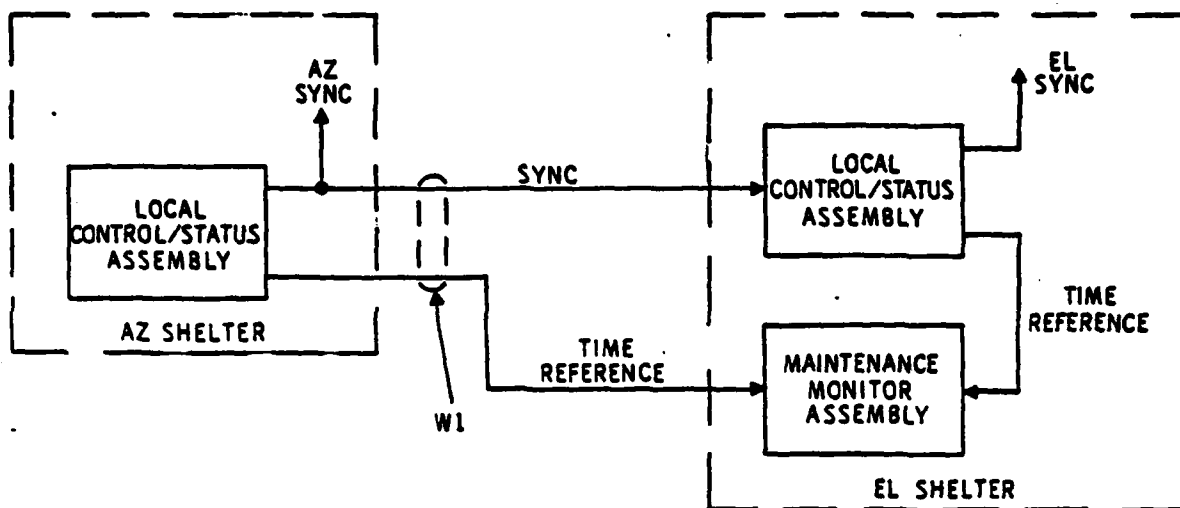 AZ
SYNC
LOCAL
CONTROL/STATUS
ASSEMBLY
AZ SHELTER
SYNC
W1
TIME
REFERENCE
EL
SYNC
LOCAL
CONTROL/STATUS
ASSEMBLY
TIME
REFERENCE
MAINTENANCE
MONITOR
ASSEMBLY
EL SHELTER